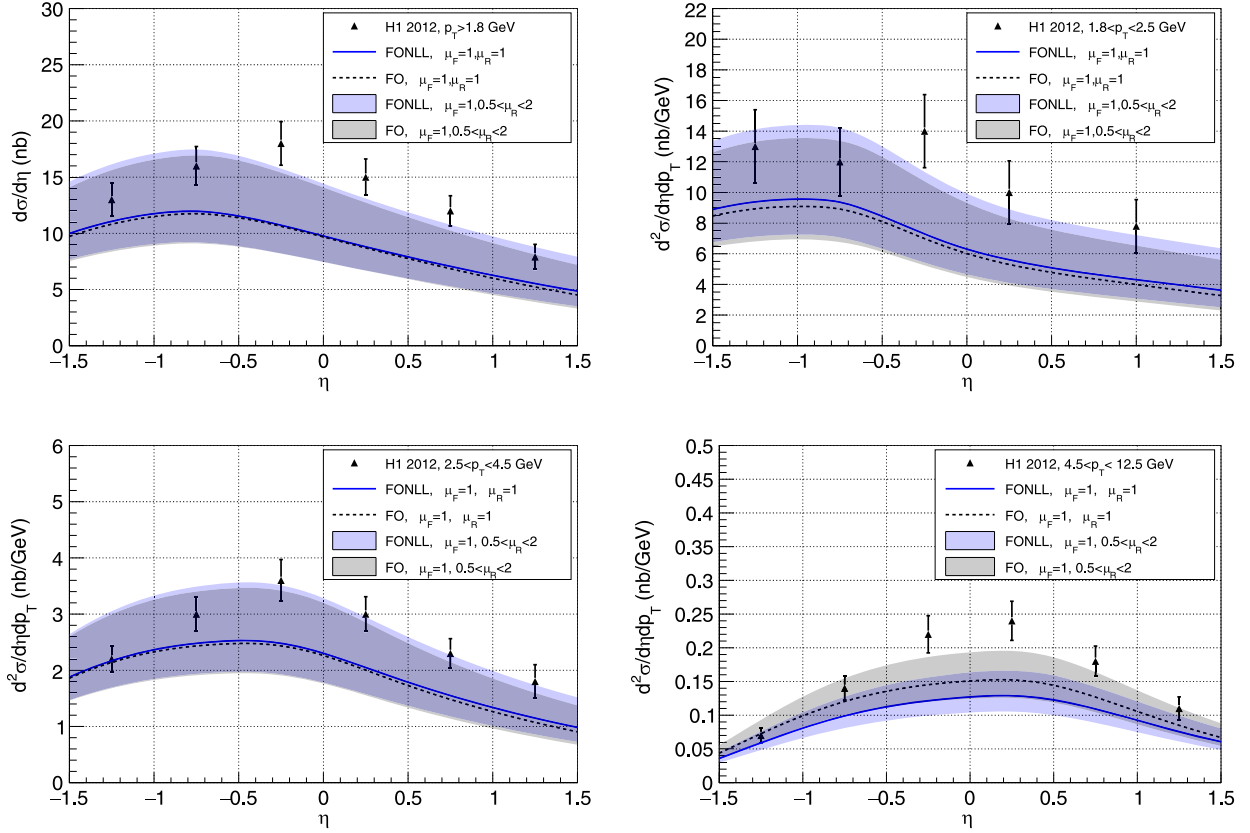 dσ/dη (nb)
30
25
20
15
10
5
0
−1.5 −1 −0.5 0 0.5 1 1.5
η
H1 2012, p_T>1.8 GeV
FONLL, μ_F=1,μ_R=1
FO, μ_F=1,μ_R=1
FONLL, μ_F=1,0.5<μ_R<2
FO, μ_F=1,0.5<μ_R<2
d²σ/dηdp_T (nb/GeV)
22
20
18
16
14
12
10
8
6
4
2
0
−1.5 −1 −0.5 0 0.5 1 1.5
η
H1 2012, 1.8<p_T<2.5 GeV
FONLL, μ_F=1,μ_R=1
FO, μ_F=1,μ_R=1
FONLL, μ_F=1,0.5<μ_R<2
FO, μ_F=1,0.5<μ_R<2
d²σ/dηdp_T (nb/GeV)
6
5
4
3
2
1
0
−1.5 −1 −0.5 0 0.5 1 1.5
η
H1 2012, 2.5<p_T<4.5 GeV
FONLL, μ_F=1, μ_R=1
FO, μ_F=1, μ_R=1
FONLL, μ_F=1, 0.5<μ_R<2
FO, μ_F=1, 0.5<μ_R<2
d²σ/dηdp_T (nb/GeV)
0.5
0.45
0.4
0.35
0.3
0.25
0.2
0.15
0.1
0.05
0
−1.5 −1 −0.5 0 0.5 1 1.5
η
H1 2012, 4.5<p_T< 12.5 GeV
FONLL, μ_F=1, μ_R=1
FO, μ_F=1, μ_R=1
FONLL, μ_F=1, 0.5<μ_R<2
FO, μ_F=1, 0.5<μ_R<2